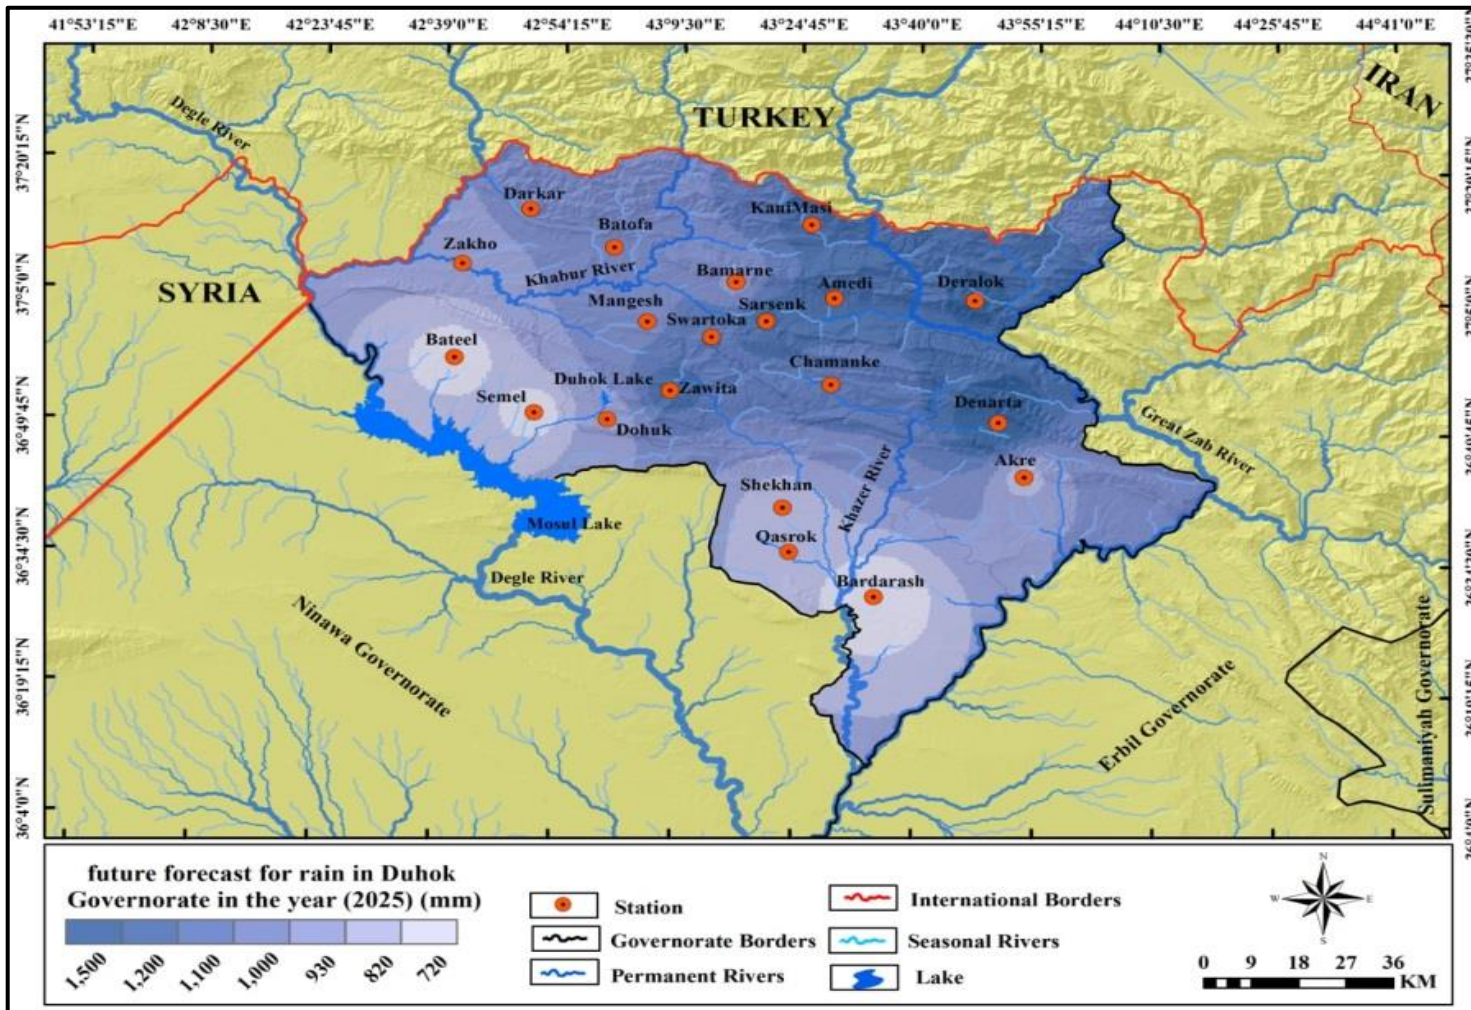 41°53'15"E 42°8'30"E 42°23'45"E 42°39'0"E 42°54'15"E 43°9'30"E 43°24'45"E 43°40'0"E 43°55'15"E 44°10'30"E 44°25'45"E 44°41'0"E
IRAN
TURKEY
Degle River
37°20'15"N
Darkar
KaniMasi
Batofa
Zakho
Khabur River
Bamarne
37°5'0"N
SYRIA
Amedi
Deralok
Mangesh
Sarsenk
Swartoka
Bateel
Chamanke
Duhok Lake
Zawita
Semel
Denarta
36°49'45"N
Dohuk
Great Zab River
Akre
Shekhan
Khazer River
Mosul Lake
Qasrok
36°34'30"N
Degle River
Bardarash
Ninawa Governorate
36°19'15"N
Erbil Governorate
Sulimaniyah Governorate
36°4'0"N
future forecast for rain in Duhok
Governorate in the year (2025) (mm)
1,500 1,200 1,100 1,000 930 820 720
Station
Governorate Borders
Permanent Rivers
International Borders
Seasonal Rivers
Lake
N
W E
S
0 9 18 27 36
KM